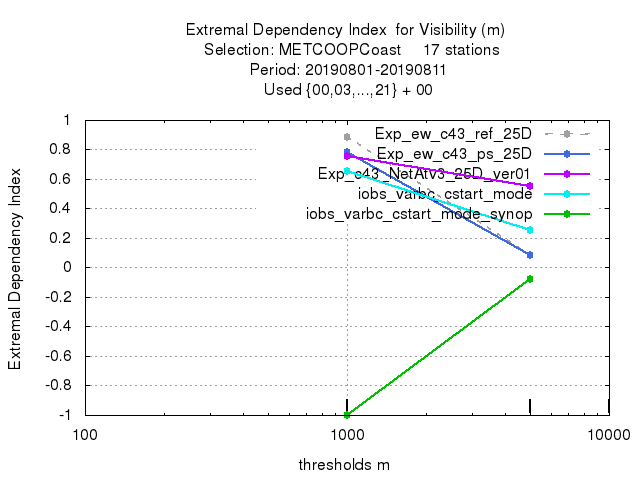 Extremal Dependency Index  for Visibility (m)
Selection: METCOOPCoast     17 stations
Period: 20190801-20190811
Used {00,03,...,21} + 00
Extremal Dependency Index
1
0.8
0.6
0.4
0.2
0
-0.2
-0.4
-0.6
-0.8
-1
Exp_ew_c43_ref_25D
Exp_ew_c43_ps_25D
Exp_c43_NetAtv3_25D_ver01
iobs_varbc_cstart_mode
iobs_varbc_cstart_mode_synop
100 1000 10000
thresholds m